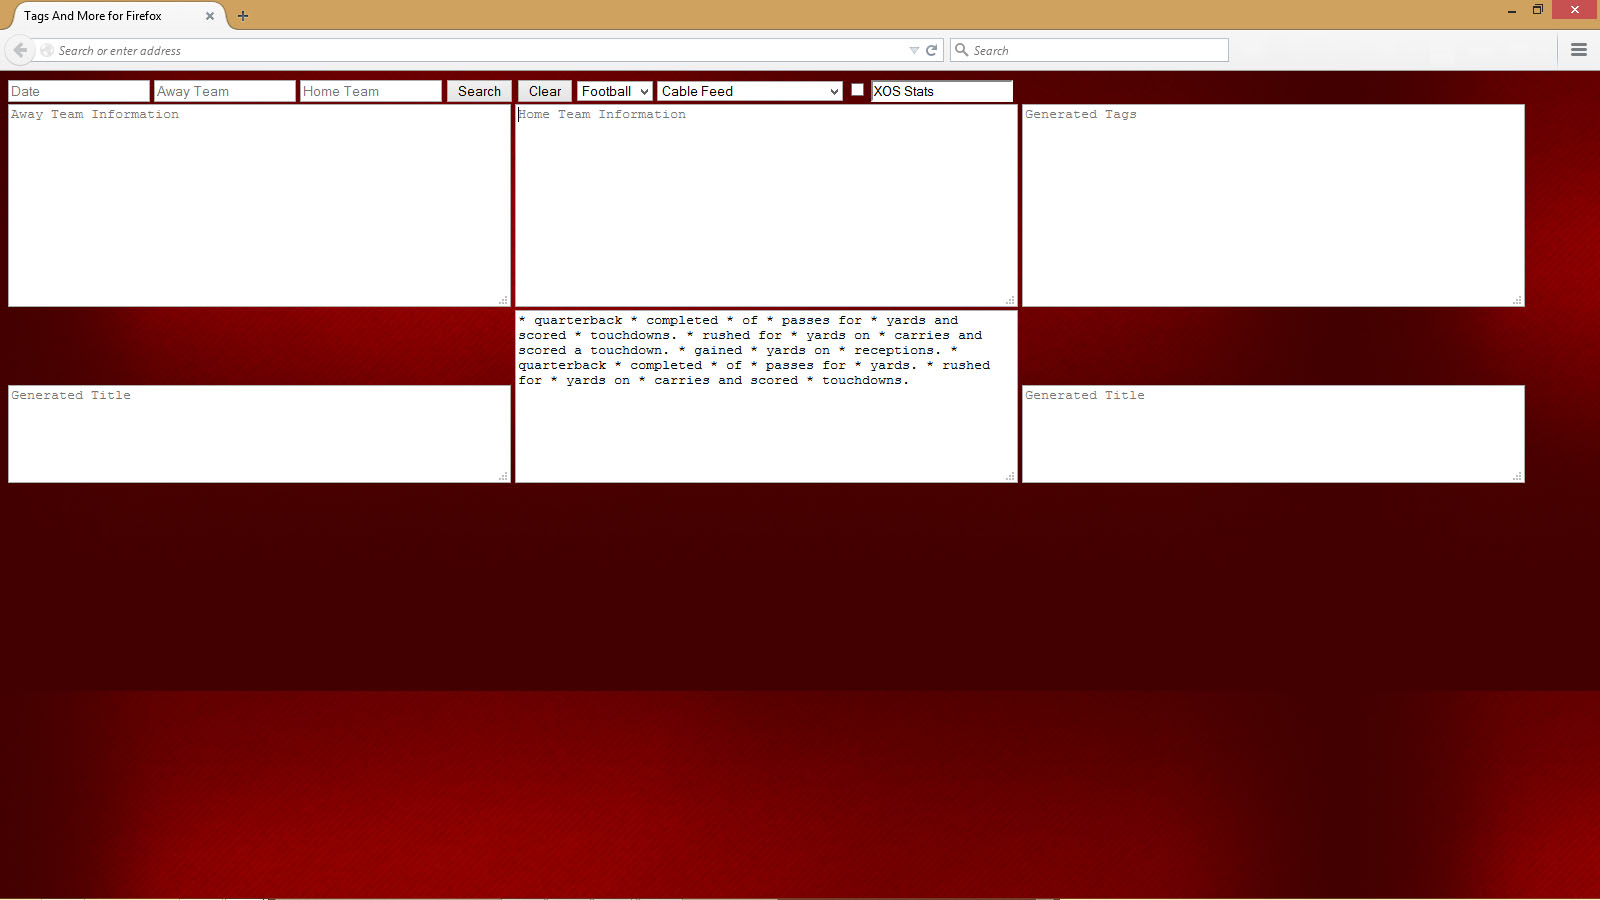 Tags And More for Firefox
Search or enter address
Search
Date
Away Team
Home Team
Search
Clear
Football
Cable Feed
XOS Stats
Away Team Information
Home Team Information
Generated Tags
* quarterback * completed * of * passes for * yards and
scored * touchdowns. * rushed for * yards on * carries and
scored a touchdown. * gained * yards on * receptions. *
quarterback * completed * of * passes for * yards. * rushed
for * yards on * carries and scored * touchdowns.
Generated Title
Generated Title